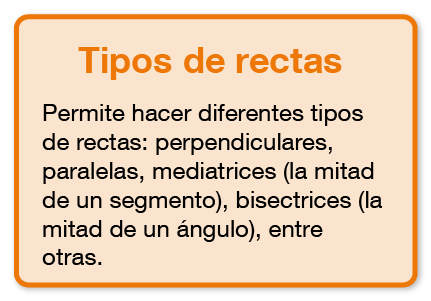 Tipos de rectas
Permite hacer diferentes tipos
de rectas: perpendiculares,
paralelas, mediatrices (la mitad
de un segmento), bisectrices (la
mitad de un ángulo), entre
otras.